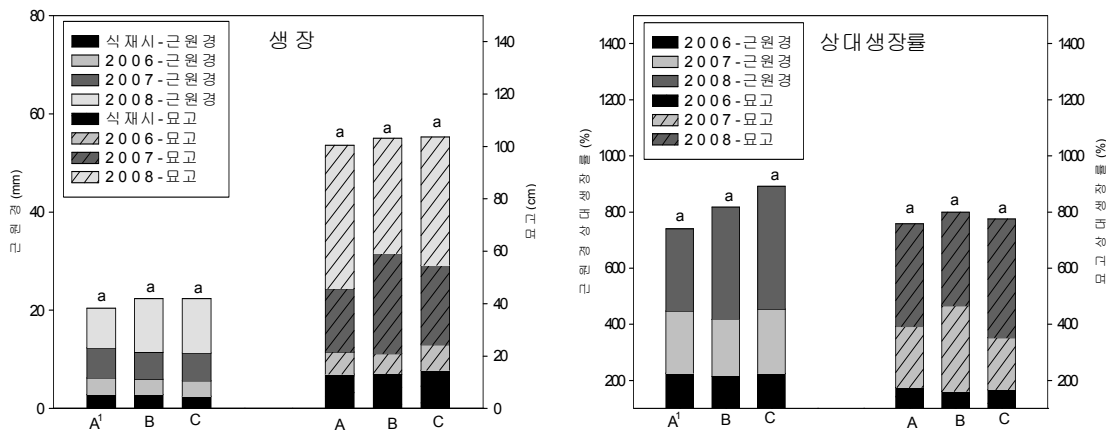 생 장
식재시-근원경
2006-근원경
2007-근원경
2008-근원경
식재시-묘고
2006-묘고
2007-묘고
2008-묘고
근원경 (mm)
80
60
40
20
0
묘고 (cm)
140
120
100
80
60
40
20
0
a a a a a a
A¹ B C A B C
상대생장률
2006-근원경
2007-근원경
2008-근원경
2006-묘고
2007-묘고
2008-묘고
근원경상대생장률 (%)
1400
1200
1000
800
600
400
200
묘고상대생장률 (%)
1400
1200
1000
800
600
400
200
a a a a a a
A¹ B C A B C